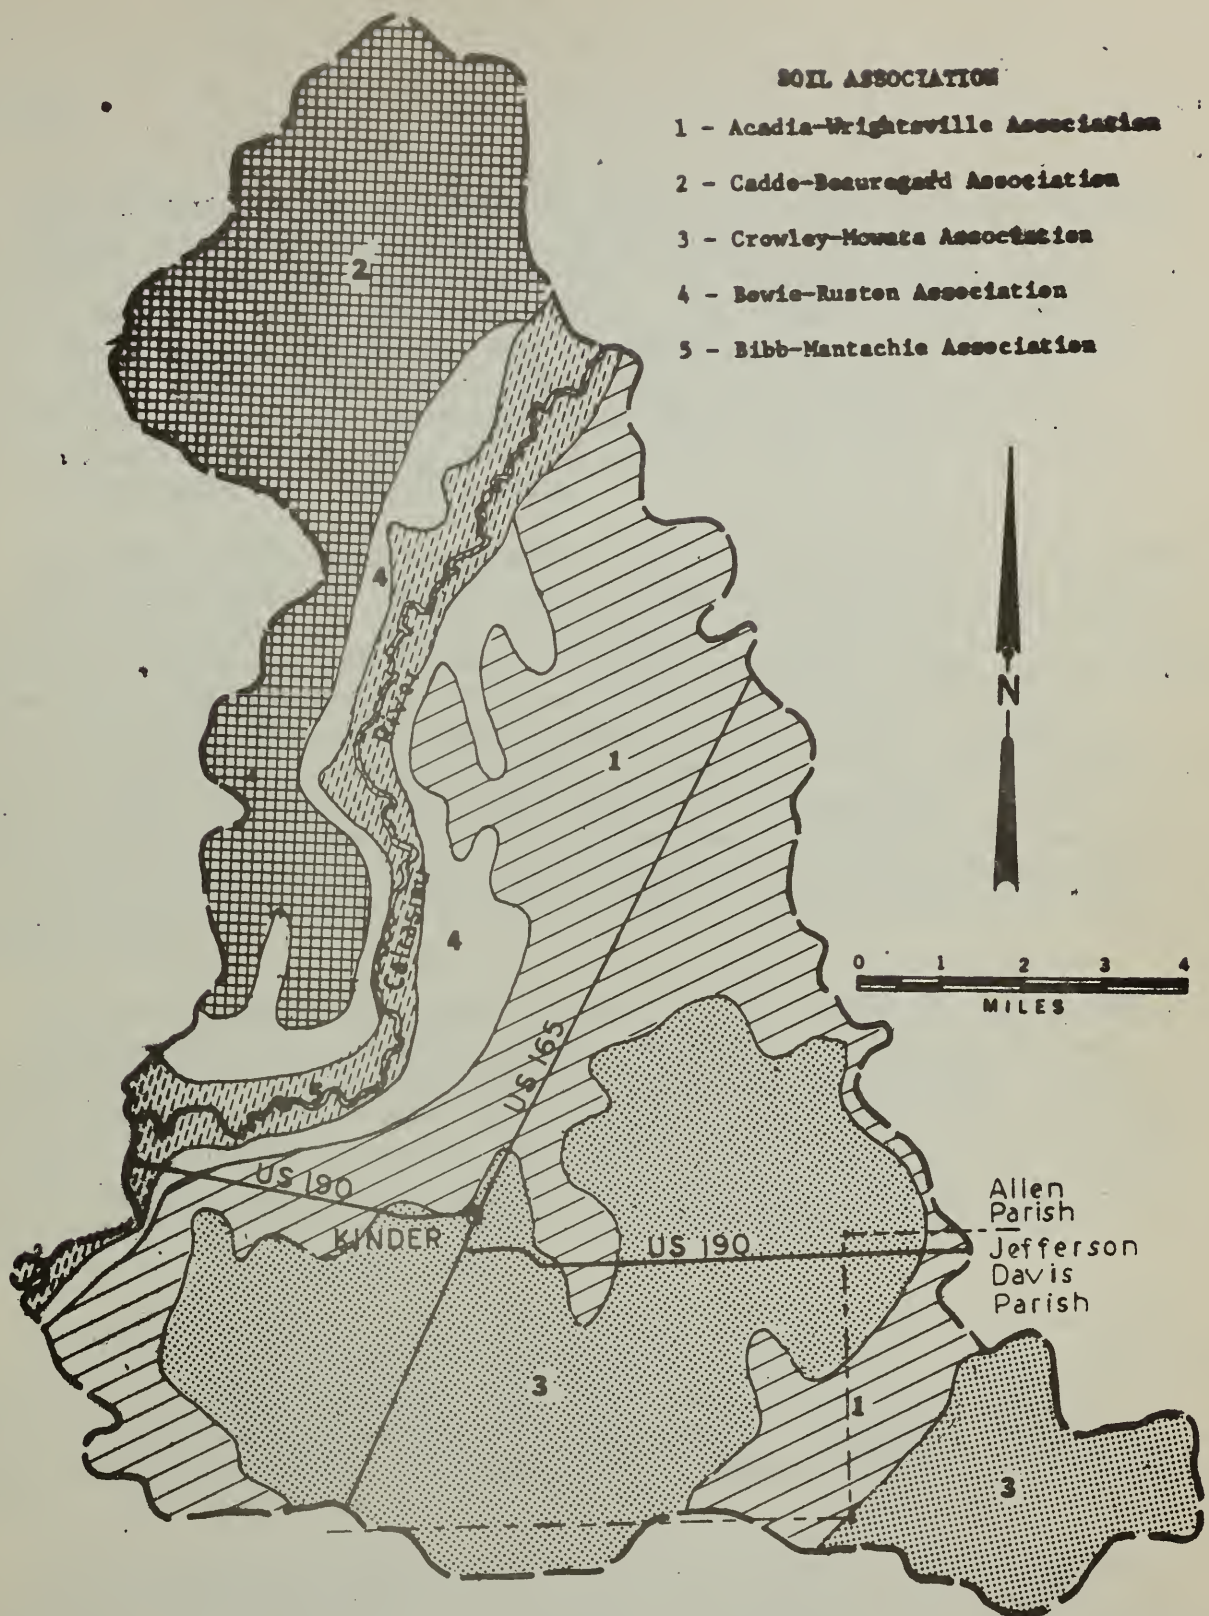 SOIL ASSOCIATION
1 - Acadia-Wrightsville Association
2 - Caddo-Beauregard Association
3 - Crowley-Mowata Association
4 - Bowie-Ruston Association
5 - Bibb-Mantachie Association
2
4
River
N
1
4
Calcasieu
0 1 2 3 4
MILES
US 165
5
US 190
KINDER
US 190
Allen
Parish
Jefferson
Davis
Parish
3
1
3